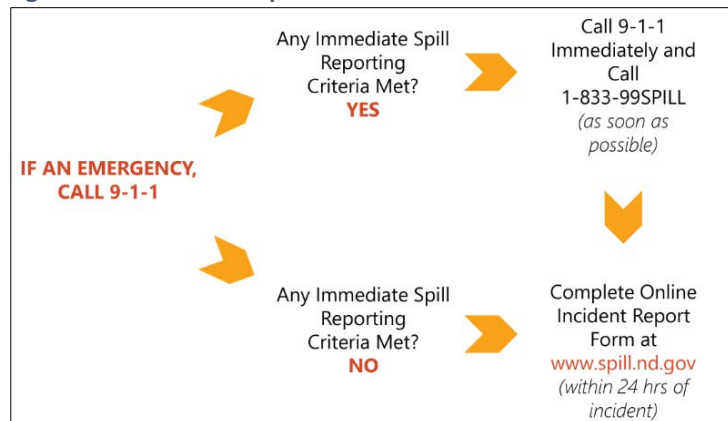 Any Immediate Spill
Reporting
Criteria Met?
YES
Call 9-1-1
Immediately and
Call
1-833-99SPILL
(as soon as
possible)
IF AN EMERGENCY,
CALL 9-1-1
Any Immediate Spill
Reporting
Criteria Met?
NO
Complete Online
Incident Report
Form at
www.spill.nd.gov
(within 24 hrs of
incident)